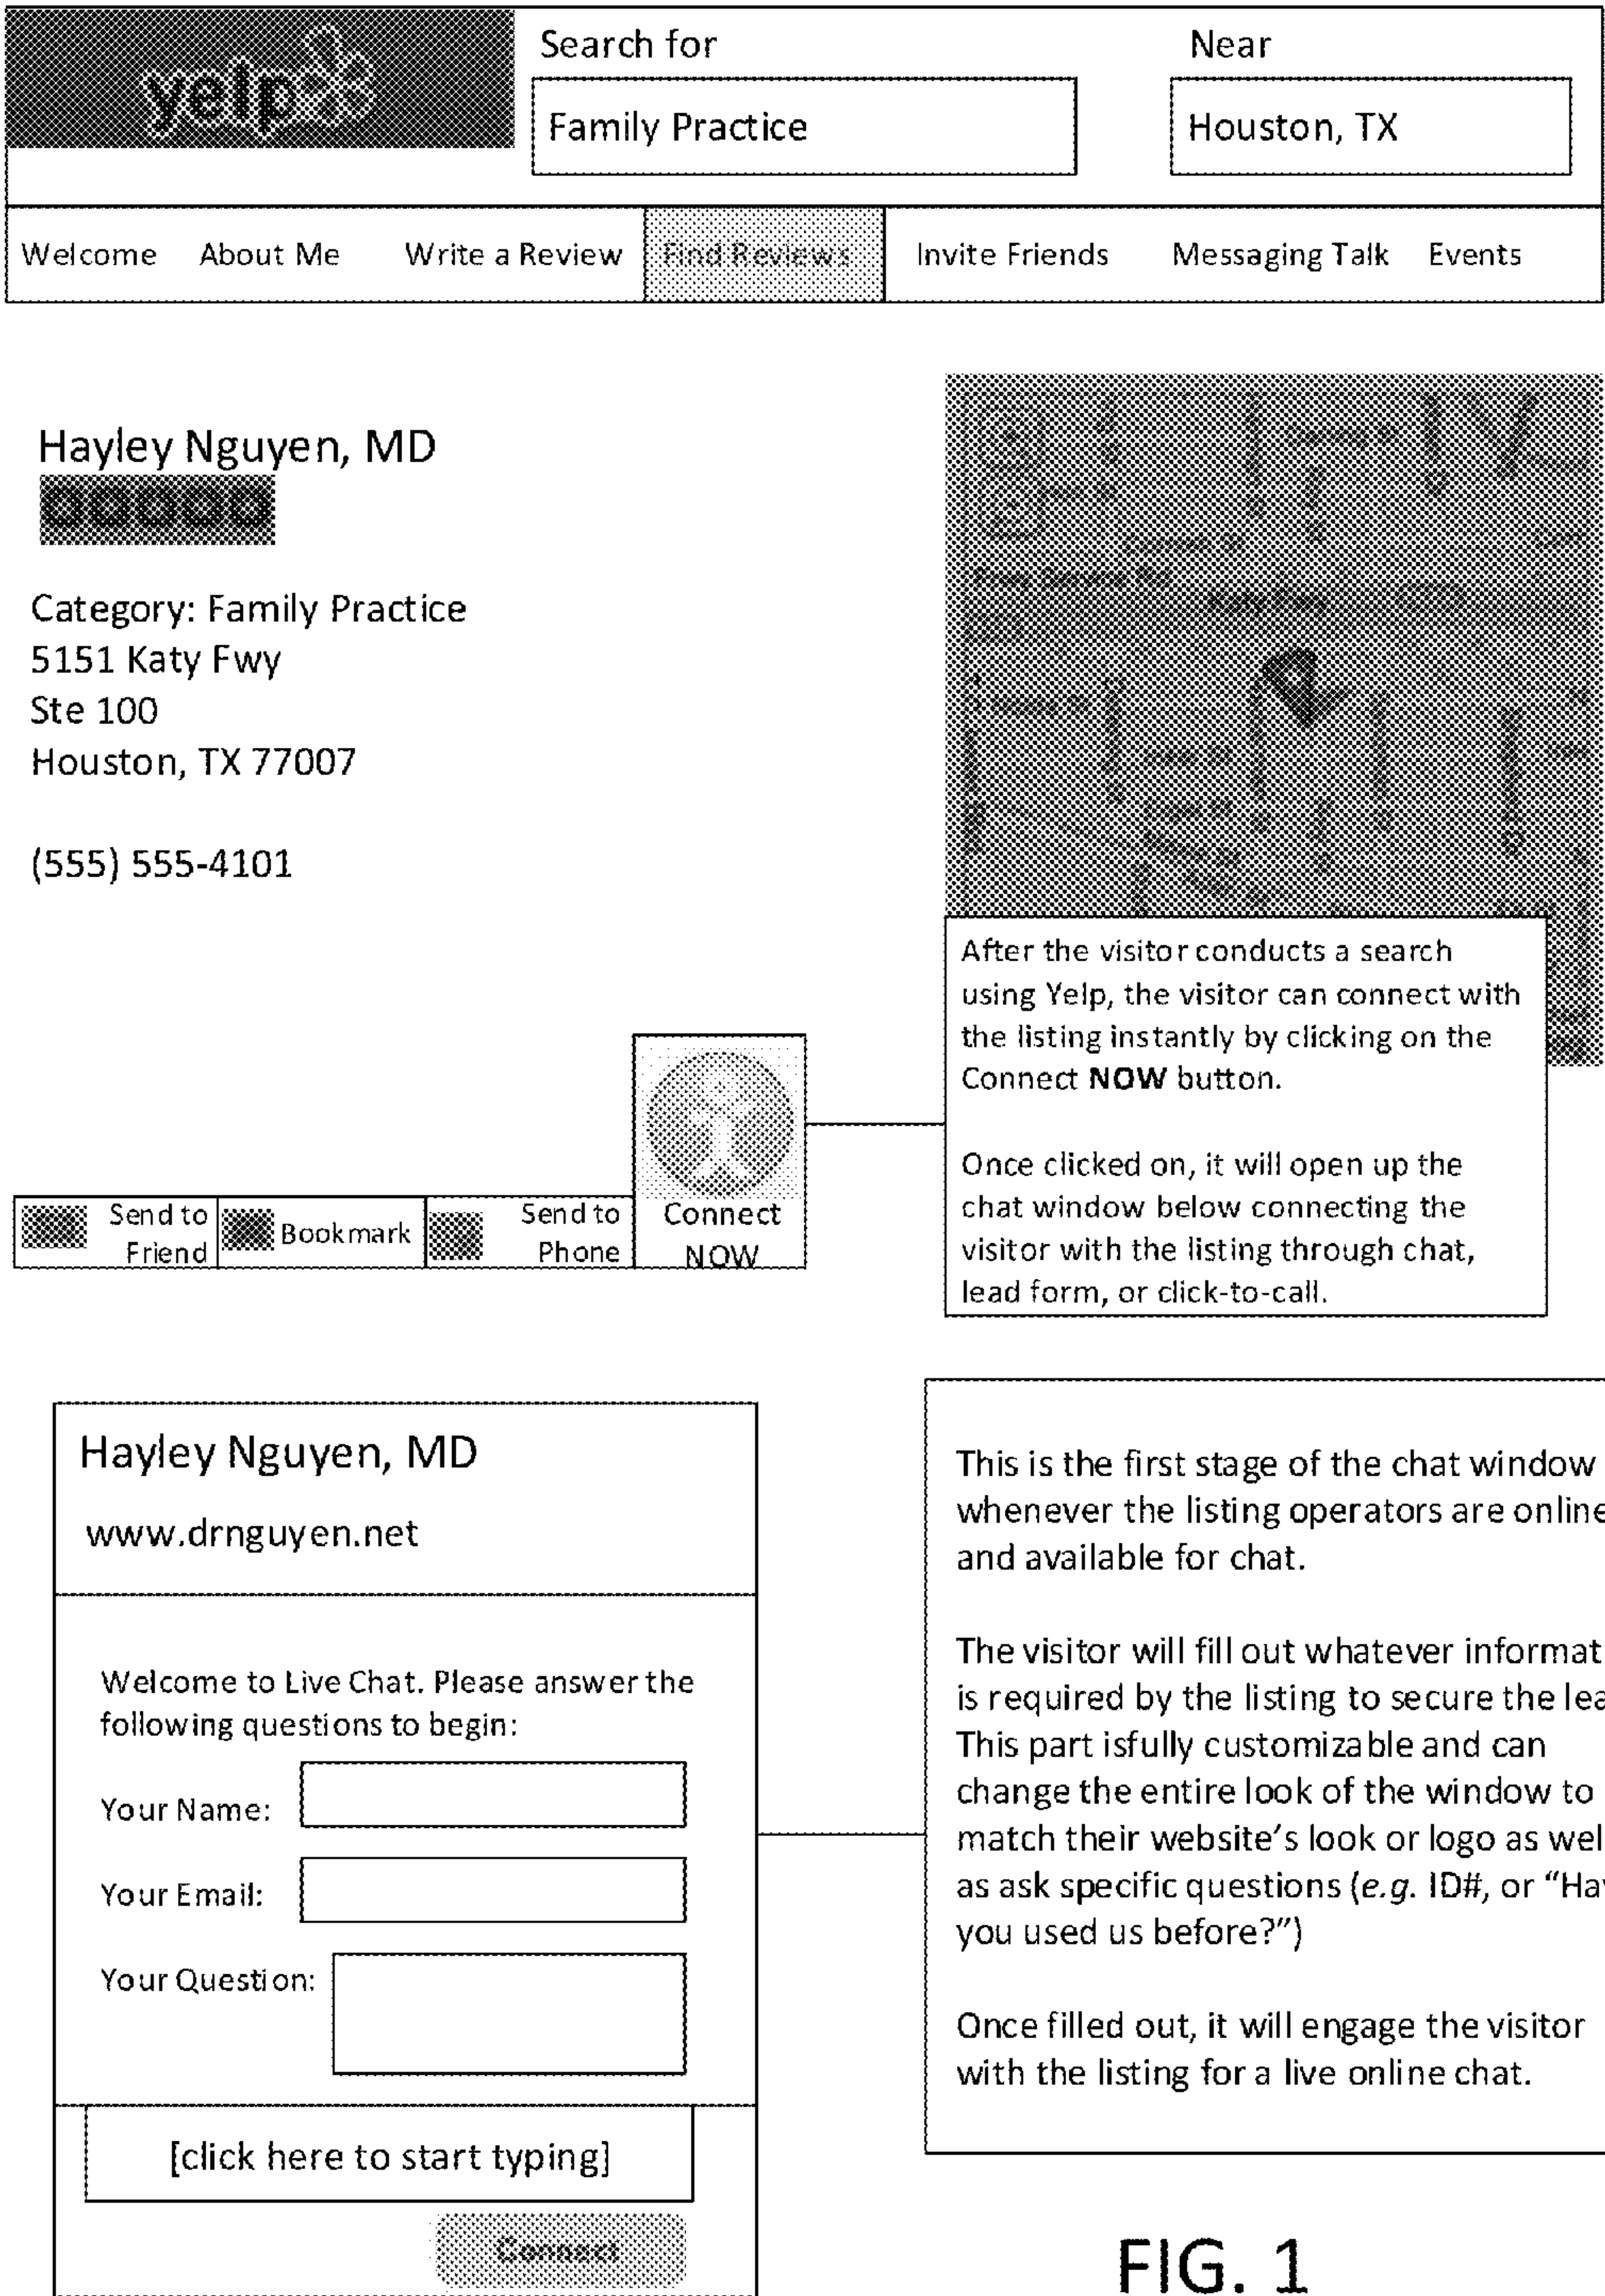 yelp
Search for
Near
Family Practice
Houston, TX
Welcome About Me Write a Review Find Reviews Invite Friends Messaging Talk Events
Hayley Nguyen, MD
Category: Family Practice
5151 Katy Fwy
Ste 100
Houston, TX 77007
(555) 555-4101
Katy Fwy
After the visitor conducts a search
using Yelp, the visitor can connect with
the listing instantly by clicking on the
Connect NOW button.
Once clicked on, it will open up the
chat window below connecting the
visitor with the listing through chat,
lead form, or click-to-call.
Send to
Friend
Bookmark
Send to
Phone
Connect
NOW
Hayley Nguyen, MD
www.drnguyen.net
Welcome to Live Chat. Please answer the
following questions to begin:
Your Name:
Your Email:
Your Question:
[click here to start typing]
Connect
This is the first stage of the chat window
whenever the listing operators are online
and available for chat.
The visitor will fill out whatever informat
is required by the listing to secure the lea
This part isfully customizable and can
change the entire look of the window to
match their website's look or logo as wel
as ask specific questions (e.g. ID#, or "Hav
you used us before?")
Once filled out, it will engage the visitor
with the listing for a live online chat.
FIG. 1